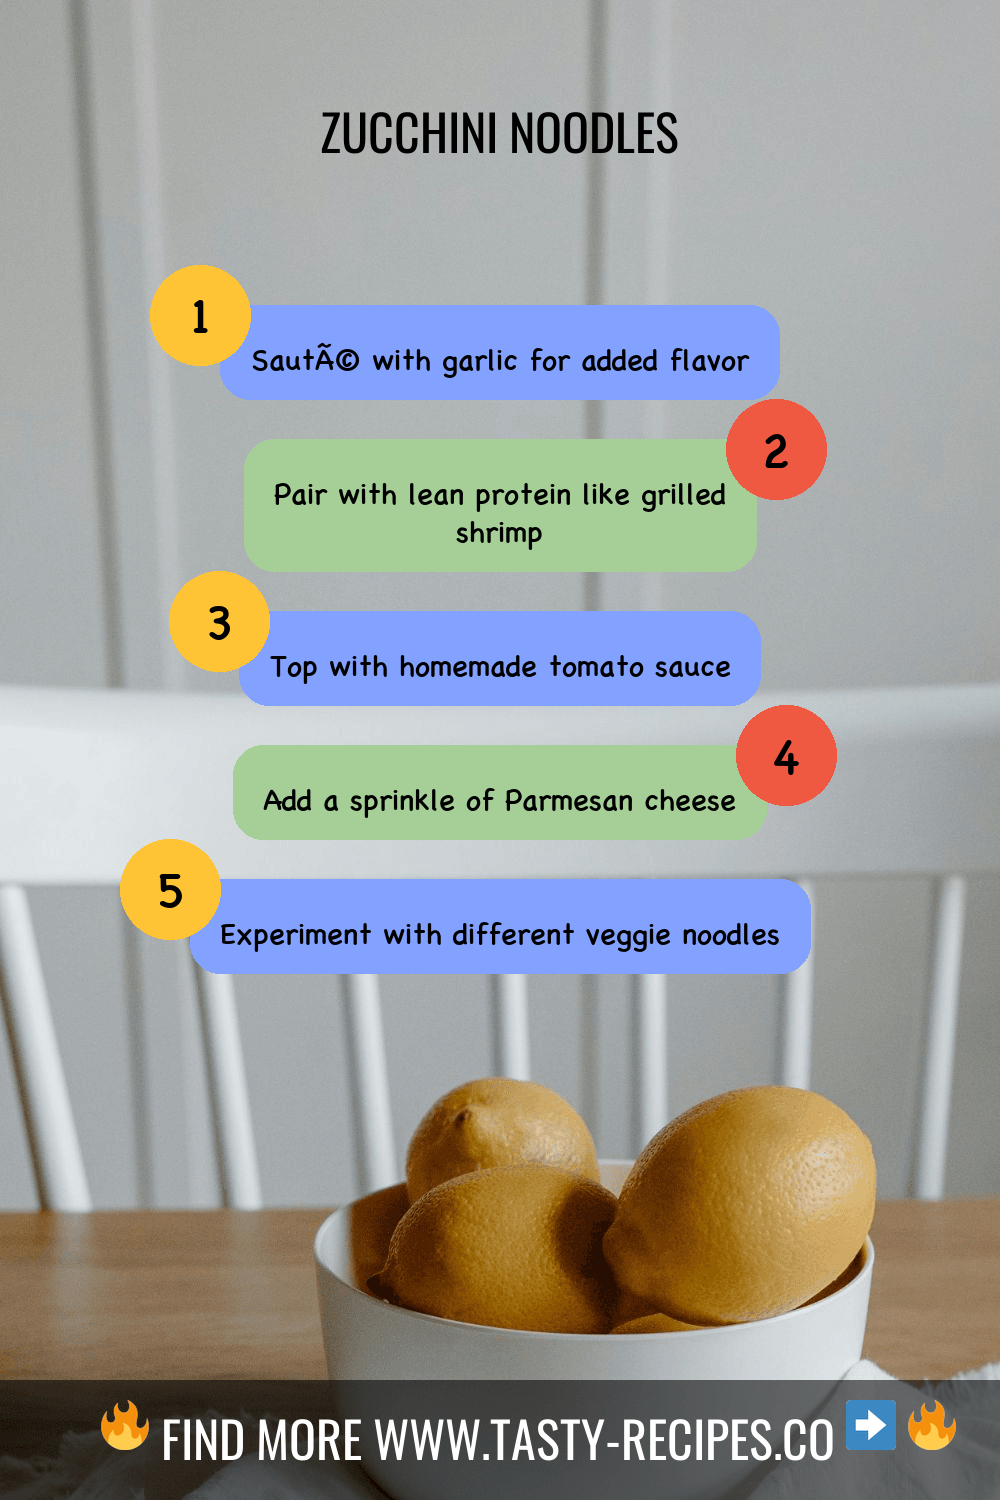 ZUCCHINI NOODLES
1
SautÃ© with garlic for added flavor
2
Pair with lean protein like grilled
shrimp
3
Top with homemade tomato sauce
4
Add a sprinkle of Parmesan cheese
5
Experiment with different veggie noodles
🔥 FIND MORE WWW.TASTY-RECIPES.CO ➡️ 🔥